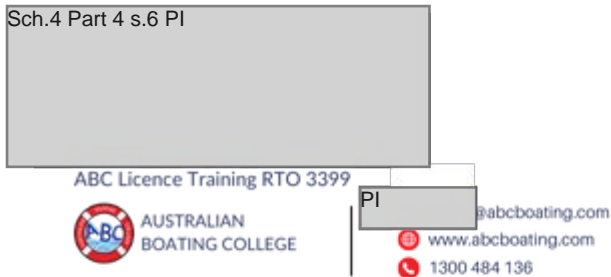 Sch.4 Part 4 s.6 PI
ABC Licence Training RTO 3399
PI
@abcboating.com
ABC
AUSTRALIAN
BOATING COLLEGE
www.abcboating.com
1300 484 136